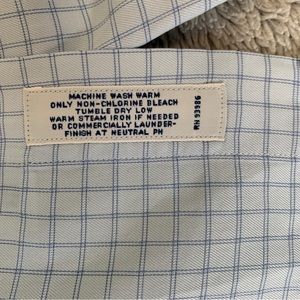 MACHINE WASH WARM
ONLY NON-CHLORINE BLEACH
TUMBLE DRY LOW
WARM STEAM IRON IF NEEDED
OR COMMERCIALLY LAUNDER-
FINISH AT NEUTRAL PH
RN 93986